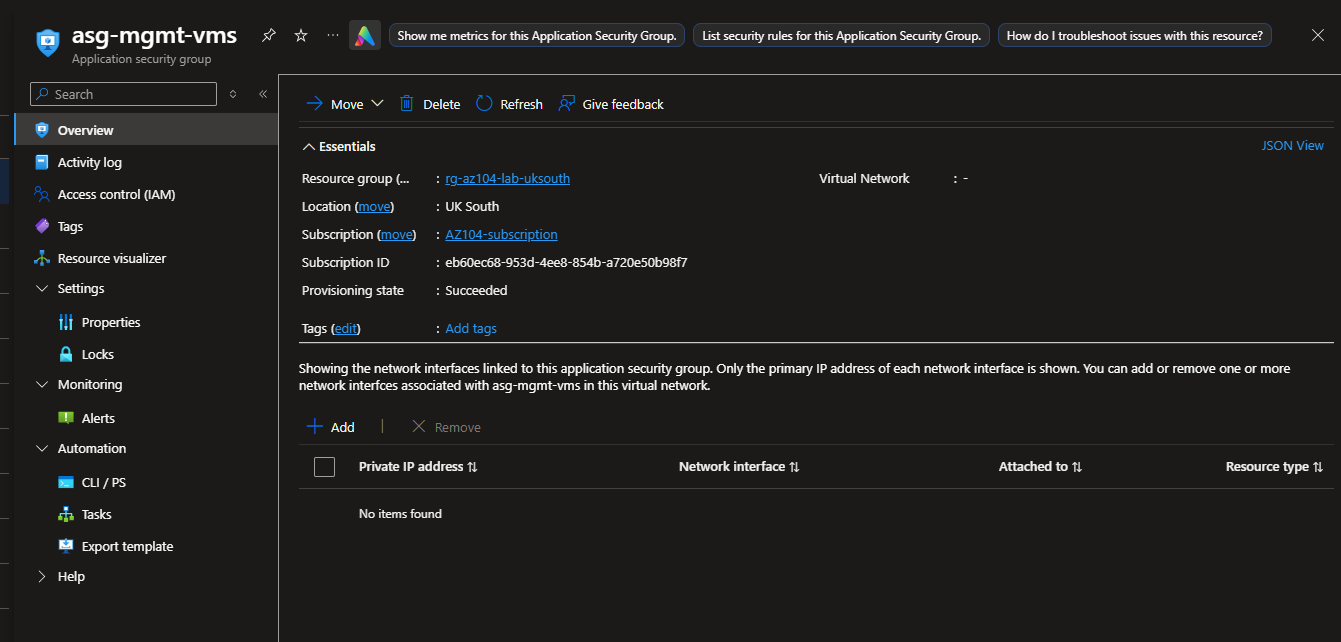 asg-mgmt-vms
Application security group
Show me metrics for this Application Security Group.
List security rules for this Application Security Group.
How do I troubleshoot issues with this resource?
Search
Overview
Activity log
Access control (IAM)
Tags
Resource visualizer
Settings
Properties
Locks
Monitoring
Alerts
Automation
CLI / PS
Tasks
Export template
Help
Move
Delete
Refresh
Give feedback
Essentials
JSON View
Resource group (... : rg-az104-lab-uksouth
Virtual Network : -
Location (move) : UK South
Subscription (move) : AZ104-subscription
Subscription ID : eb60ec68-953d-4ee8-854b-a720e50b98f7
Provisioning state : Succeeded
Tags (edit) : Add tags
Showing the network interfaces linked to this application security group. Only the primary IP address of each network interface is shown. You can add or remove one or more
network interfces associated with asg-mgmt-vms in this virtual network.
Add | Remove
Private IP address Network interface Attached to Resource type
No items found